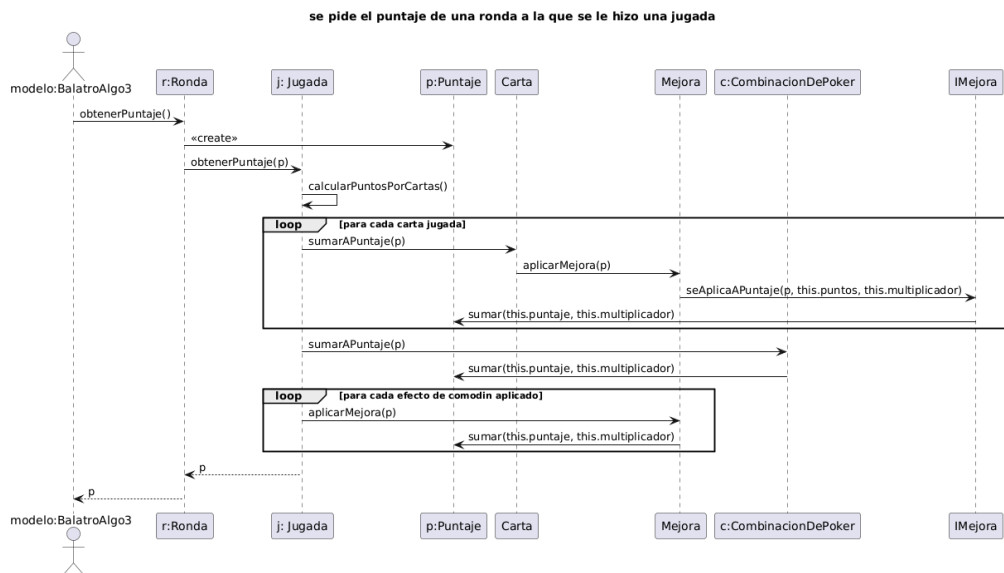 se pide el puntaje de una ronda a la que se le hizo una jugada
modelo:BalatroAlgo3
r:Ronda
j: Jugada
p:Puntaje
Carta
Mejora
c:CombinacionDePoker
IMejora
obtenerPuntaje()
«create»
obtenerPuntaje(p)
calcularPuntosPorCartas()
loop [para cada carta jugada]
sumarAPuntaje(p)
aplicarMejora(p)
seAplicaAPuntaje(p, this.puntos, this.multiplicador)
sumar(this.puntaje, this.multiplicador)
sumarAPuntaje(p)
sumar(this.puntaje, this.multiplicador)
loop [para cada efecto de comodin aplicado]
aplicarMejora(p)
sumar(this.puntaje, this.multiplicador)
p
p
modelo:BalatroAlgo3
r:Ronda
j: Jugada
p:Puntaje
Carta
Mejora
c:CombinacionDePoker
IMejora